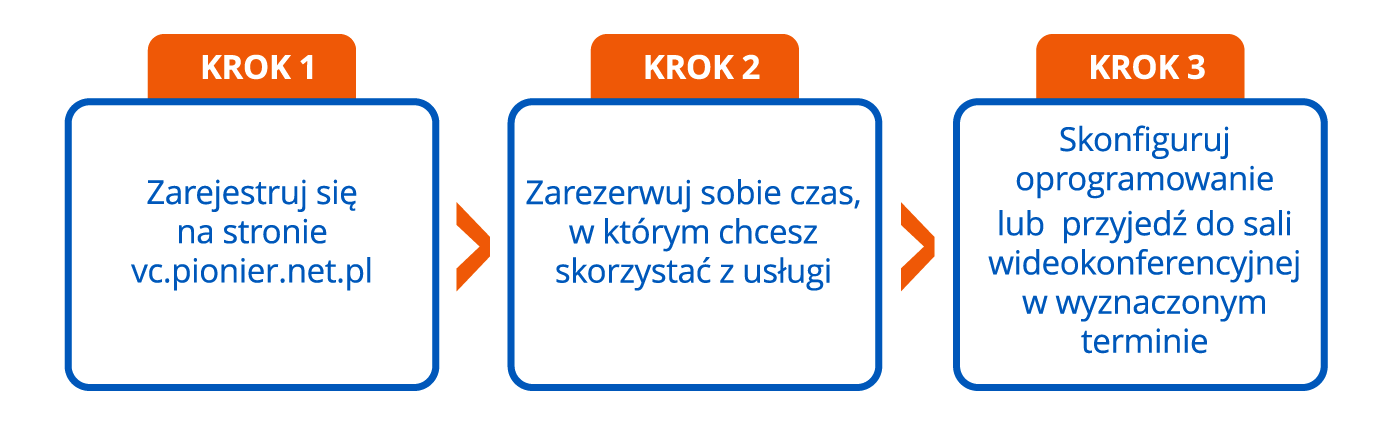 KROK 1
Zarejestruj się
na stronie
vc.pionier.net.pl
KROK 2
Zarezerwuj sobie czas,
w którym chcesz
skorzystać z usługi
KROK 3
Skonfiguruj
oprogramowanie
lub  przyjedź do sali
wideokonferencyjnej
w wyznaczonym
terminie